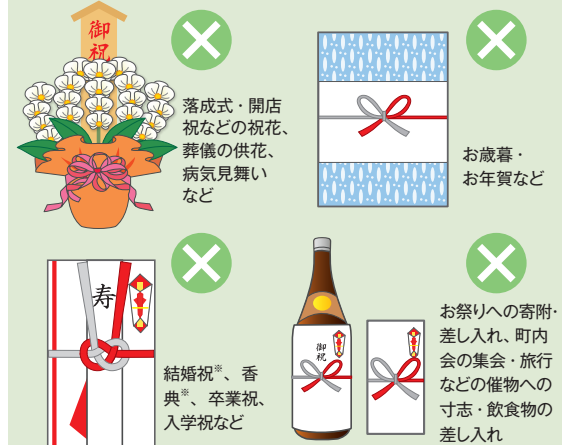 御
祝
落成式・開店
祝などの祝花、
葬儀の供花、
病気見舞い
など
お歳暮・
お年賀など
寿
結婚祝※、香
典※、卒業祝、
入学祝など
御
祝
お祭りへの寄附・
差し入れ、町内
会の集会・旅行
などの催物への
寸志・飲食物の
差し入れ